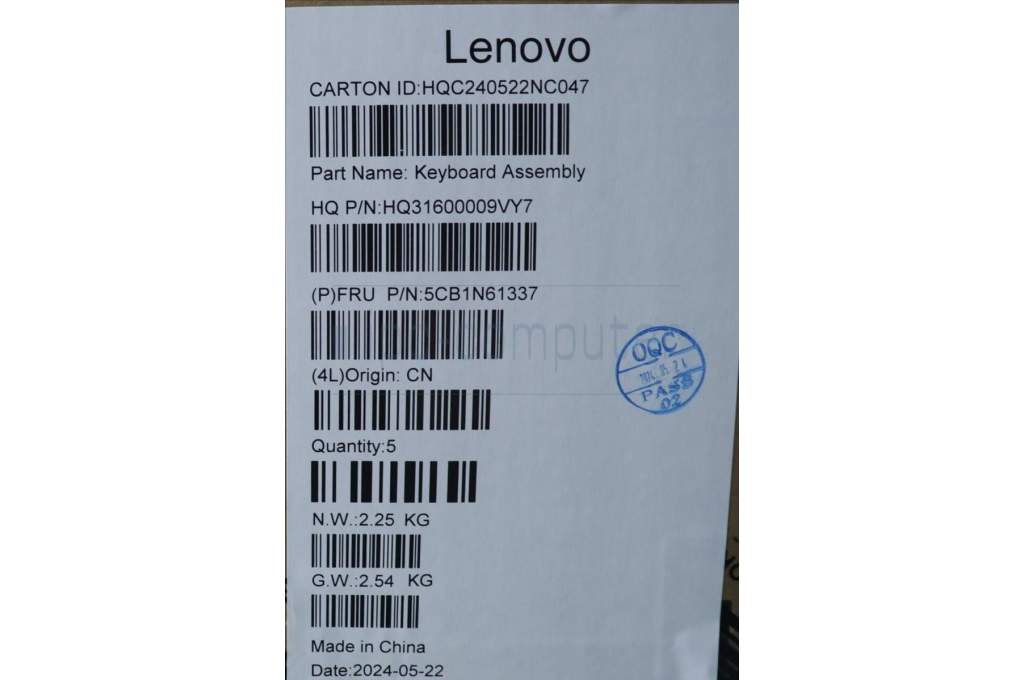 Lenovo
CARTON ID:HQC240522NC047
Part Name: Keyboard Assembly
HQ P/N:HQ31600009VY7
(P)FRU P/N:5CB1N61337
(4L)Origin: CN
OQC
PASS
02
Quantity:5
N.W.:2.25 KG
G.W.:2.54 KG
Made in China
Date:2024-05-22